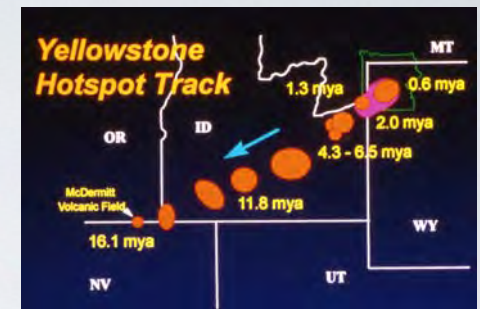 Yellowstone
Hotspot Track
MT
1.3 mya
0.6 mya
2.0 mya
OR
ID
4.3 - 6.5 mya
McDermitt
Volcanic Field
11.8 mya
16.1 mya
WY
NV
UT